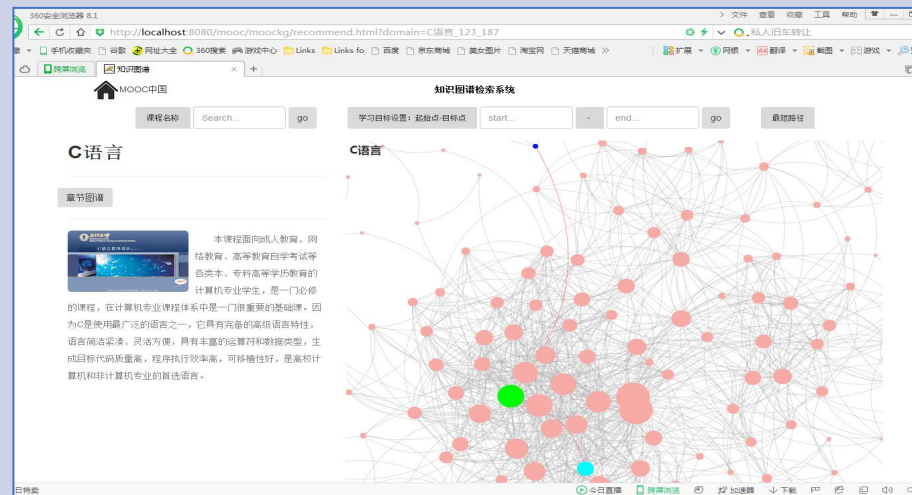 360安全浏览器 8.1
文件 查看 收藏 工具 帮助
http://localhost:8080/mooc/moockg/recommend.html?domain=C语言_123_187
私人旧车转让
手机收藏夹 谷歌 网址大全 360搜索 游戏中心 Links Links fo 百度 京东商城 美女图片 淘宝网 天猫商城 »
扩展 网银 翻译 截图 游戏
跨屏浏览 知识图谱
MOOC中国
知识图谱检索系统
课程名称 Search... go 学习目标设置：起始点-目标点 start... - end... go 最短路径
C语言
C语言
章节图谱
本课程面向成人教育、网
络教育、高等教育自学考试等
各类本、专科高等学历教育的
计算机专业学生，是一门必修
的课程，在计算机专业课程体系中是一门很重要的基础课。因
为C是使用最广泛的语言之一，它具有完备的高级语言特性，
语言简洁紧凑、灵活方便，具有丰富的运算符和数据类型，生
成目标代码质量高，程序执行效率高，可移植性好，是高校计
算机和非计算机专业的首选语言。
日特卖
今日直播 跨屏浏览 加速器 下载